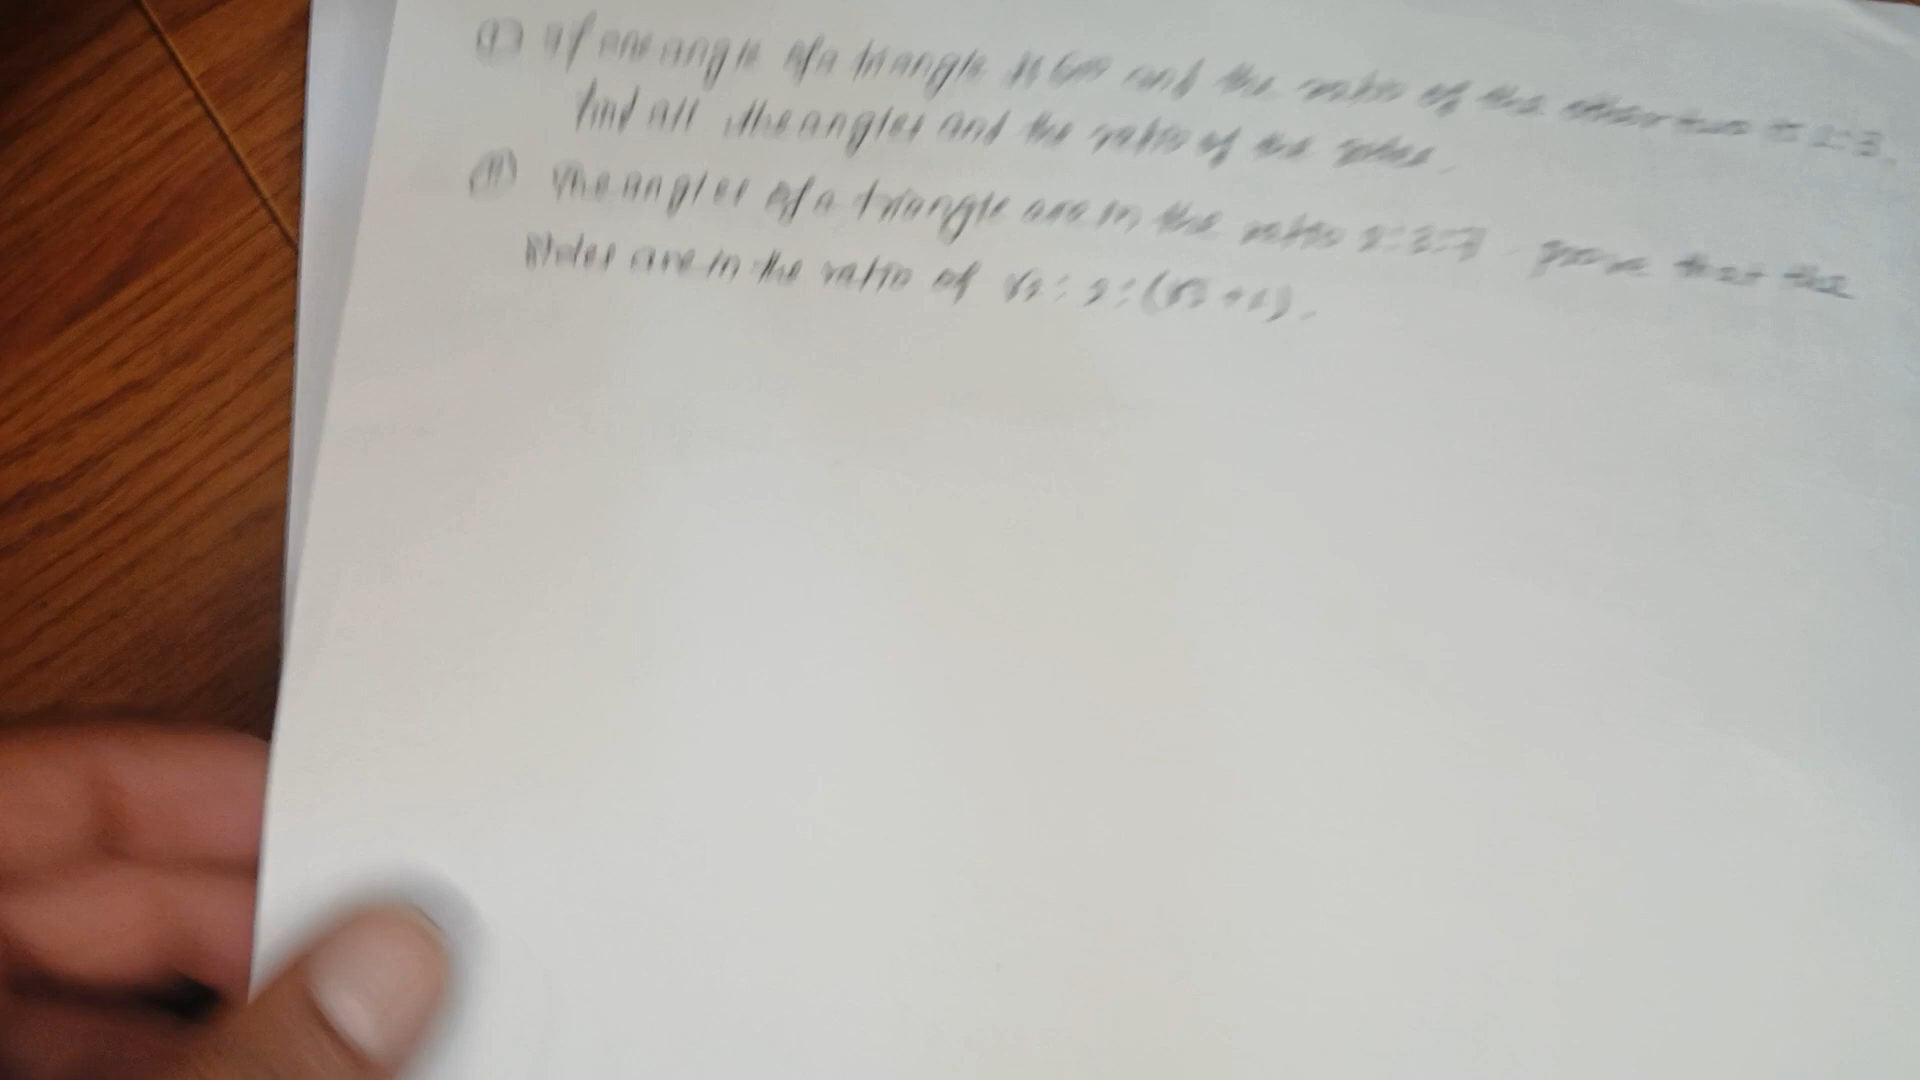 (I) If one angle of a triangle is and the ratio of the other two is 2:3.
find all the angles and the ratio of the sides.
(II) The angles of a triangle are in the ratio 2:3:7. prove that the
sides are in the ratio of √2 : 2 : (√3 + 1).